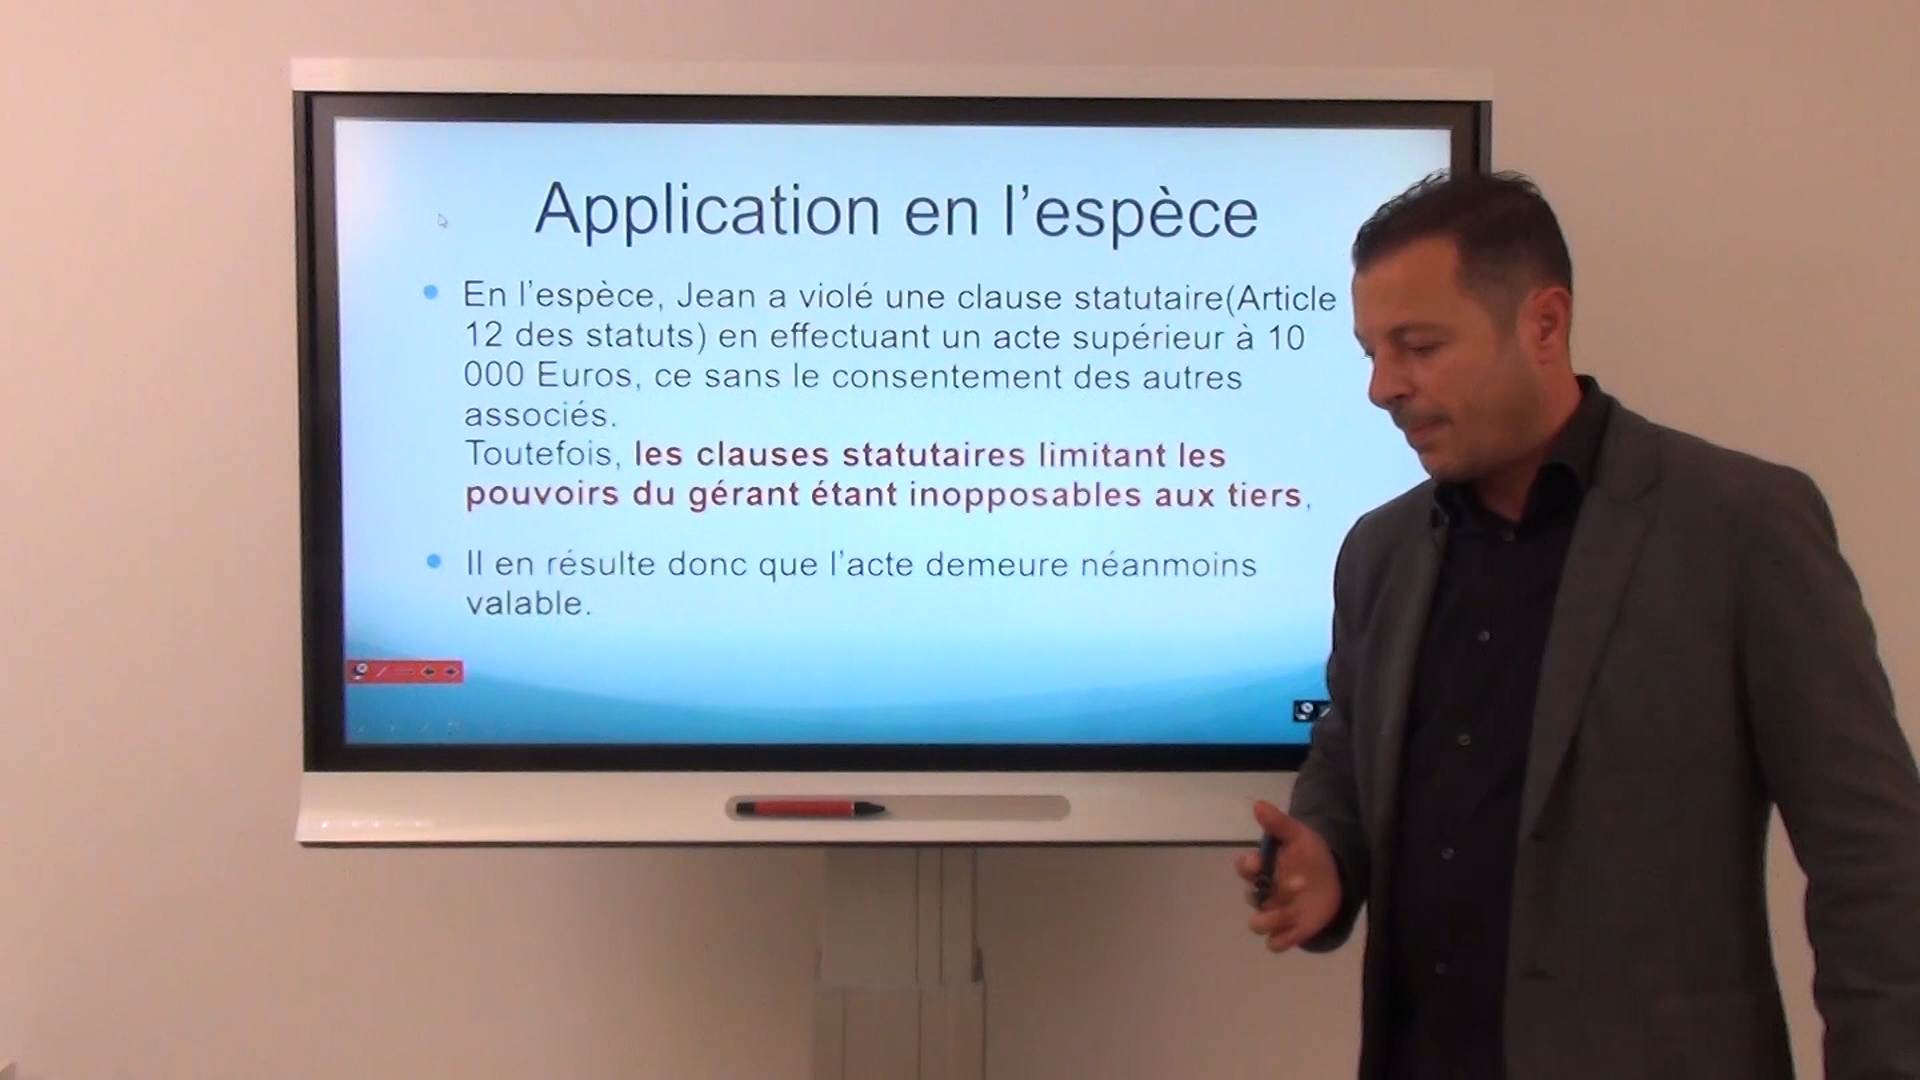 Application en l’espèce
En l’espèce, Jean a violé une clause statutaire(Article
12 des statuts) en effectuant un acte supérieur à 10
000 Euros, ce sans le consentement des autres
associés.
Toutefois, les clauses statutaires limitant les
pouvoirs du gérant étant inopposables aux tiers,
Il en résulte donc que l’acte demeure néanmoins
valable.